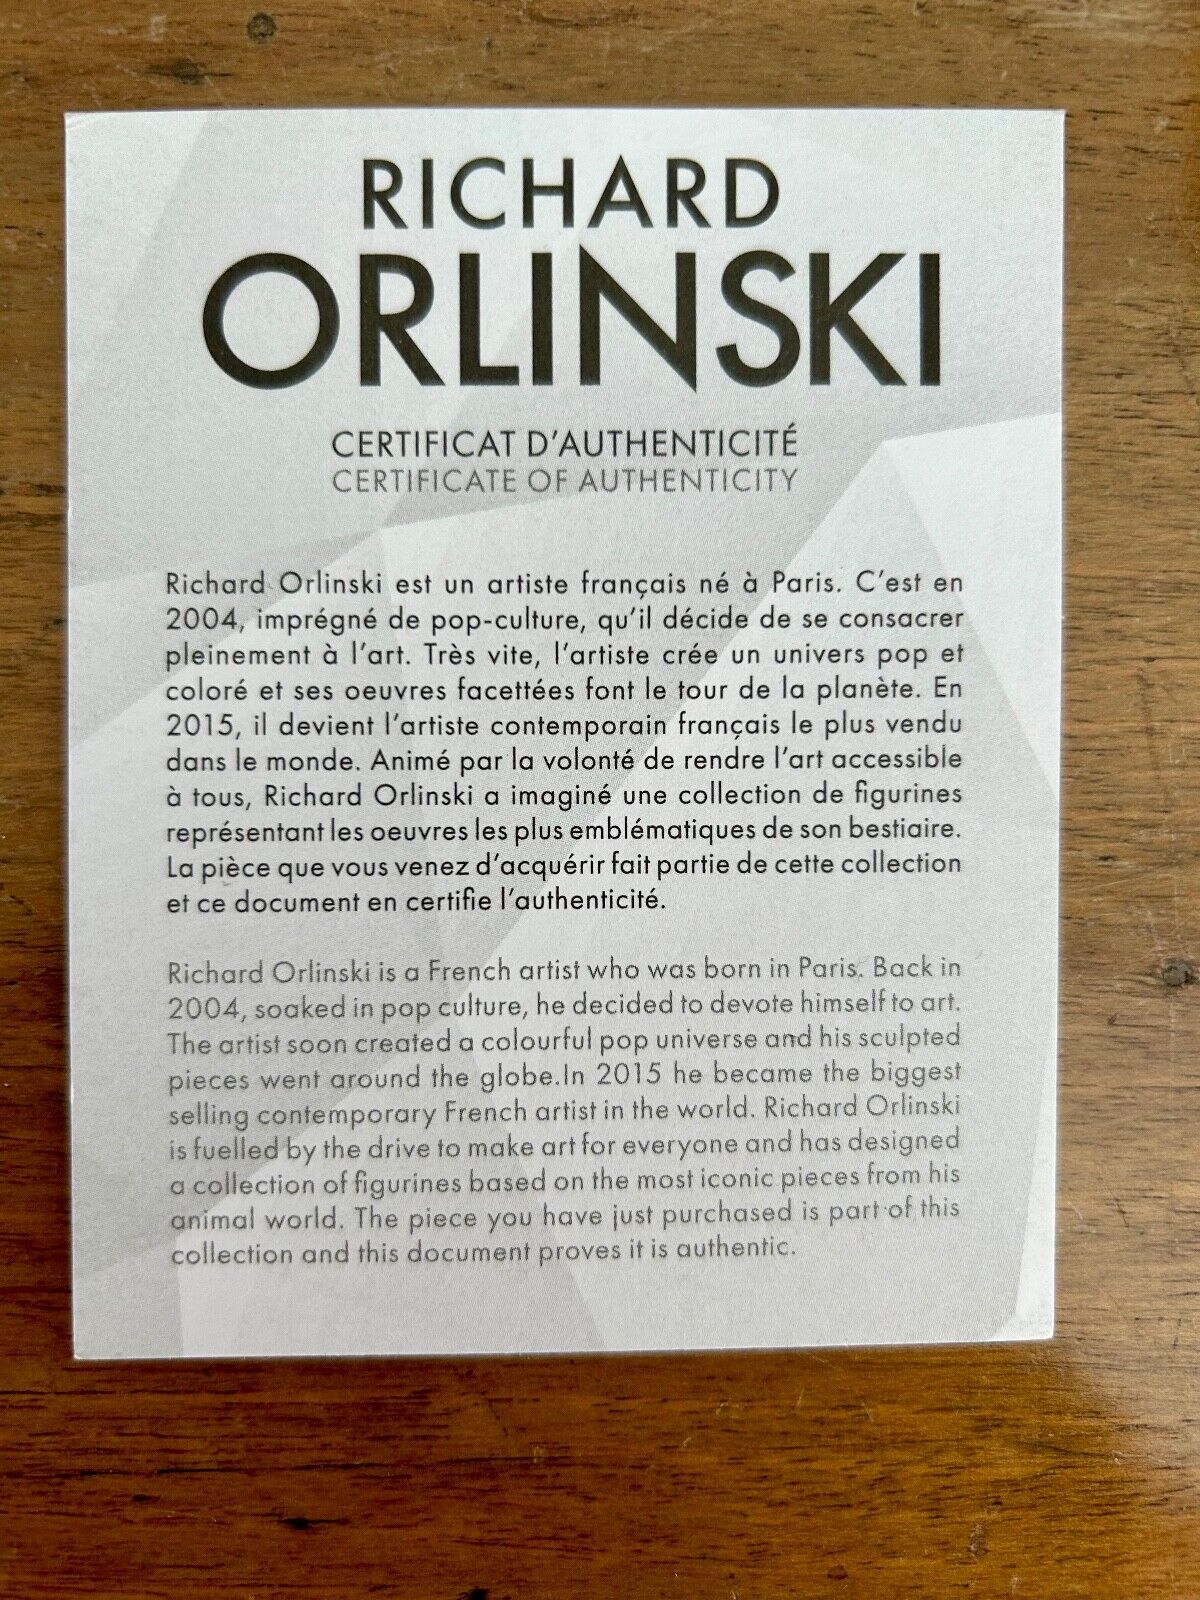 RICHARD
ORLINSKI
CERTIFICAT D'AUTHENTICITÉ
CERTIFICATE OF AUTHENTICITY
Richard Orlinski est un artiste français né à Paris. C'est en
2004, imprégné de pop-culture, qu'il décide de se consacrer
pleinement à l'art. Très vite, l'artiste crée un univers pop et
coloré et ses oeuvres facettées font le tour de la planète. En
2015, il devient l'artiste contemporain français le plus vendu
dans le monde. Animé par la volonté de rendre l'art accessible
à tous, Richard Orlinski a imaginé une collection de figurines
représentant les oeuvres les plus emblématiques de son bestiaire.
La pièce que vous venez d'acquérir fait partie de cette collection
et ce document en certifie l'authenticité.
Richard Orlinski is a French artist who was born in Paris. Back in
2004, soaked in pop culture, he decided to devote himself to art.
The artist soon created a colourful pop universe and his sculpted
pieces went around the globe.In 2015 he became the biggest
selling contemporary French artist in the world. Richard Orlinski
is fuelled by the drive to make art for everyone and has designed
a collection of figurines based on the most iconic pieces from his
animal world. The piece you have just purchased is part of this
collection and this document proves it is authentic.